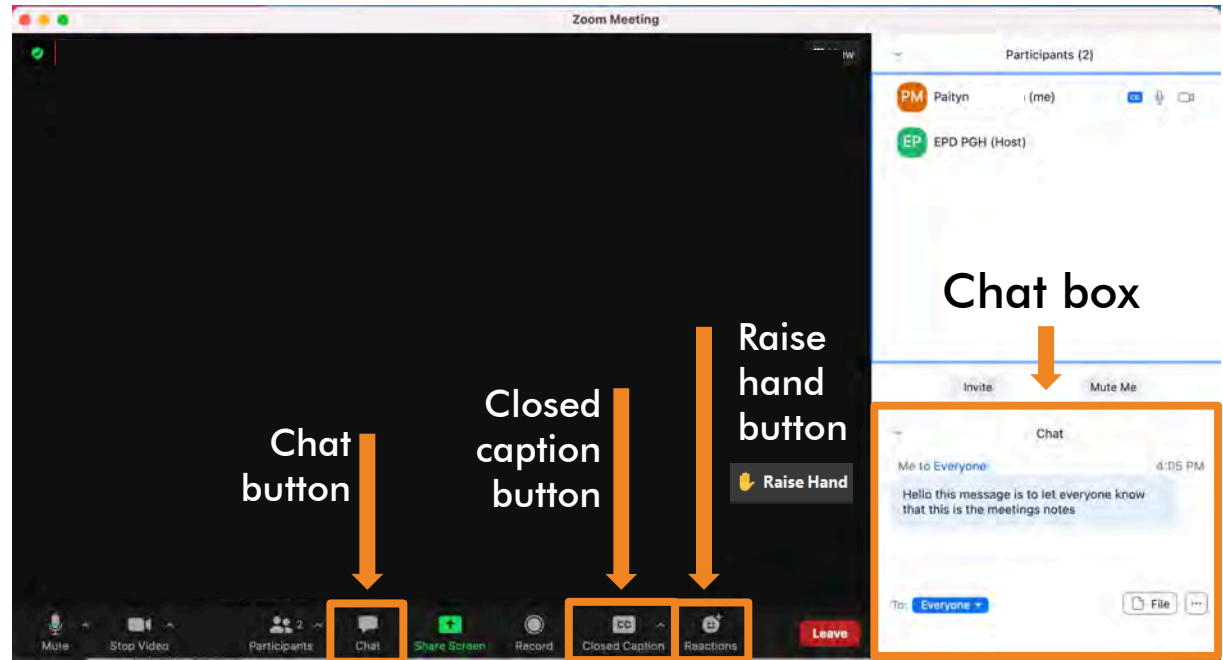 Zoom Meeting
Participants (2)
PM Paityn (me) CC
EP EPD PGH (Host)
Chat box
Raise
hand
button
Raise Hand
Closed
caption
button
Chat
button
Invite Mute Me
Chat
Me to Everyone 4:05 PM
Hello this message is to let everyone know
that this is the meetings notes
To: Everyone File ...
Mute Stop Video Participants 2 Chat Share Screen Record CC Closed Caption Reactions Leave